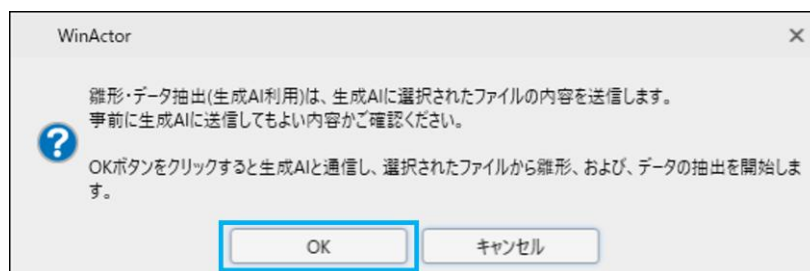 WinActor
雛形・データ抽出(生成AI利用)は、生成AIに選択されたファイルの内容を送信します。
事前に生成AIに送信してもよい内容かご確認ください。
OKボタンをクリックすると生成AIと通信し、選択されたファイルから雛形、および、データの抽出を開始しま
す。
OK
キャンセル